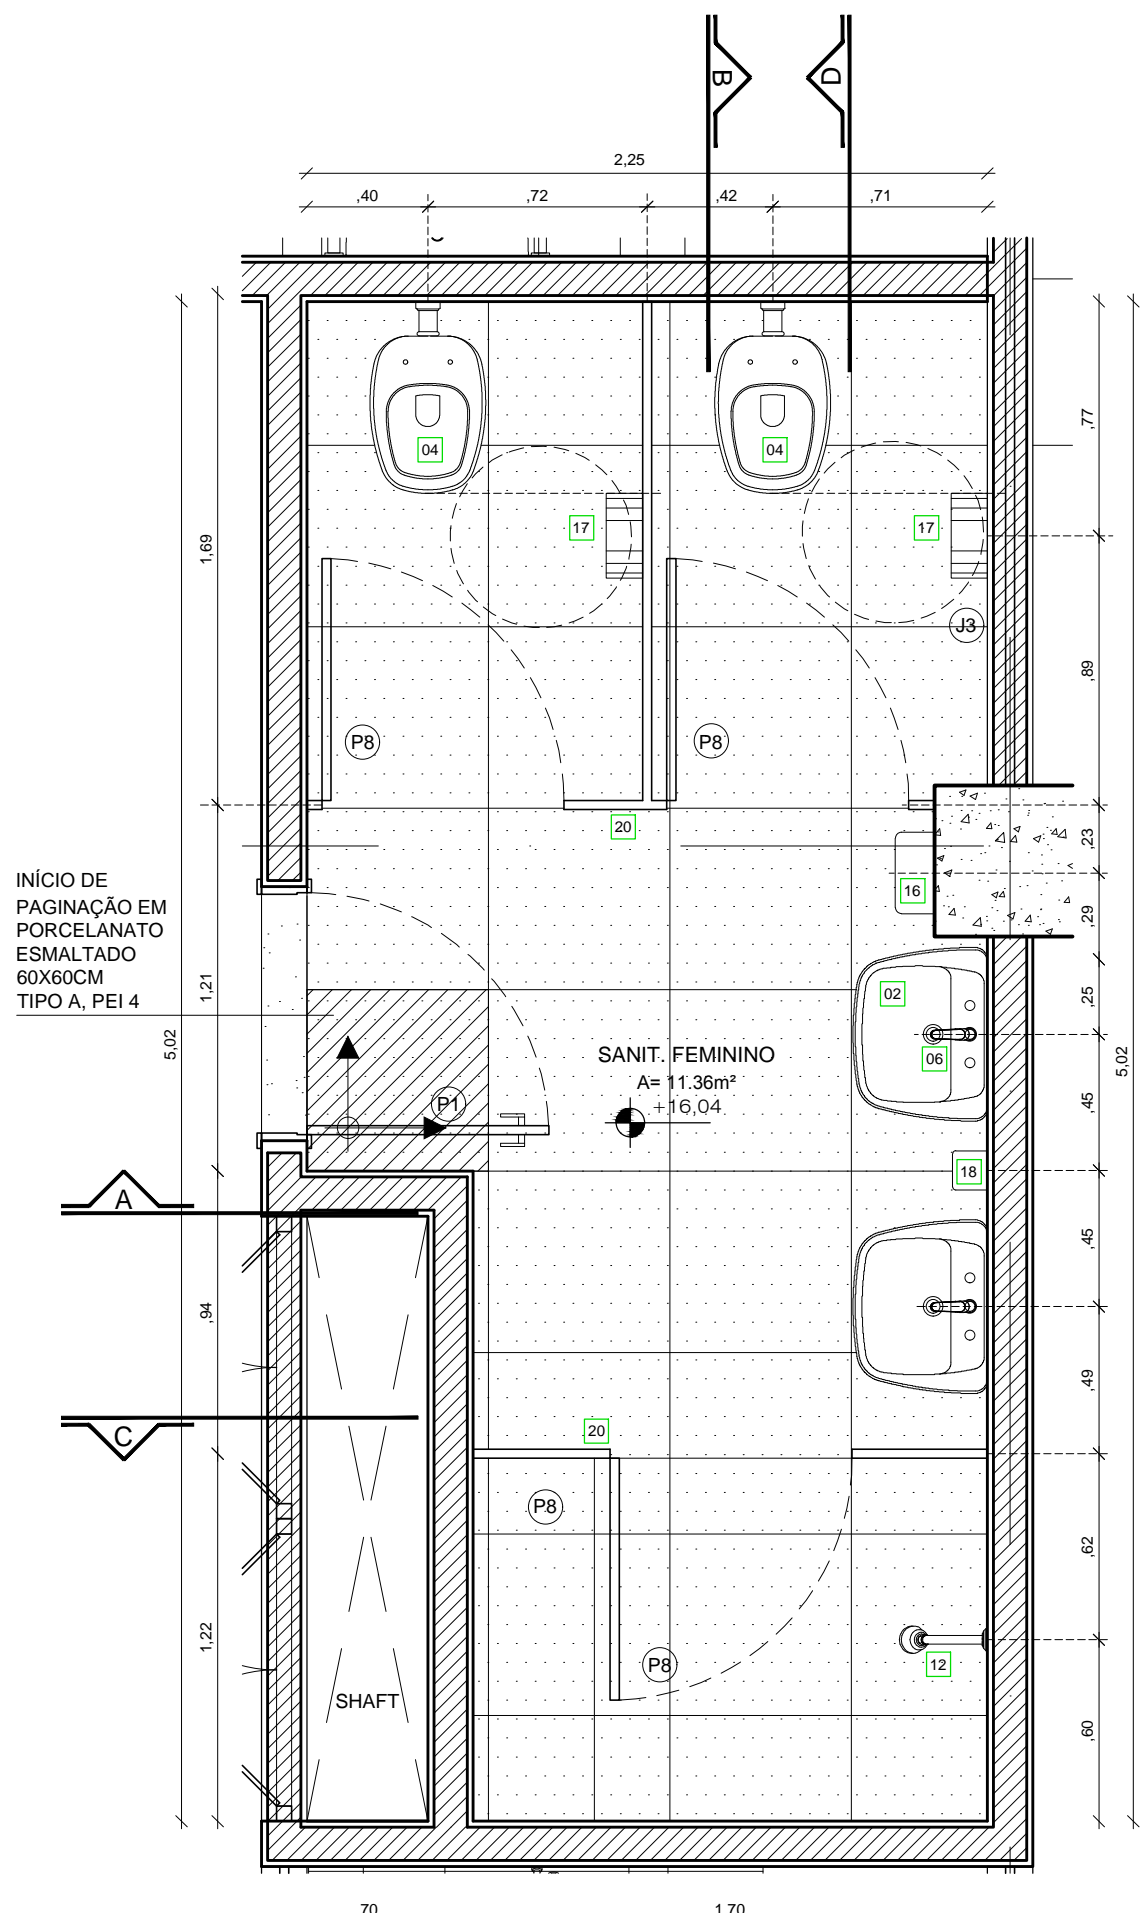 B
D
2,25
,40
,72
,42
,71
04
04
,77
17
17
1,69
J3
,89
P8
P8
20
,23
16
INÍCIO DE
PAGINAÇÃO EM
PORCELANATO
ESMALTADO
60X60CM
TIPO A, PEI 4
,29
1,21
02
,25
5,02
SANIT. FEMININO
06
5,02
A= 11.36m²
+16,04
P1
,45
18
A
,45
,94
,49
C
20
P8
,62
1,22
P8
12
SHAFT
,60
70
1,70